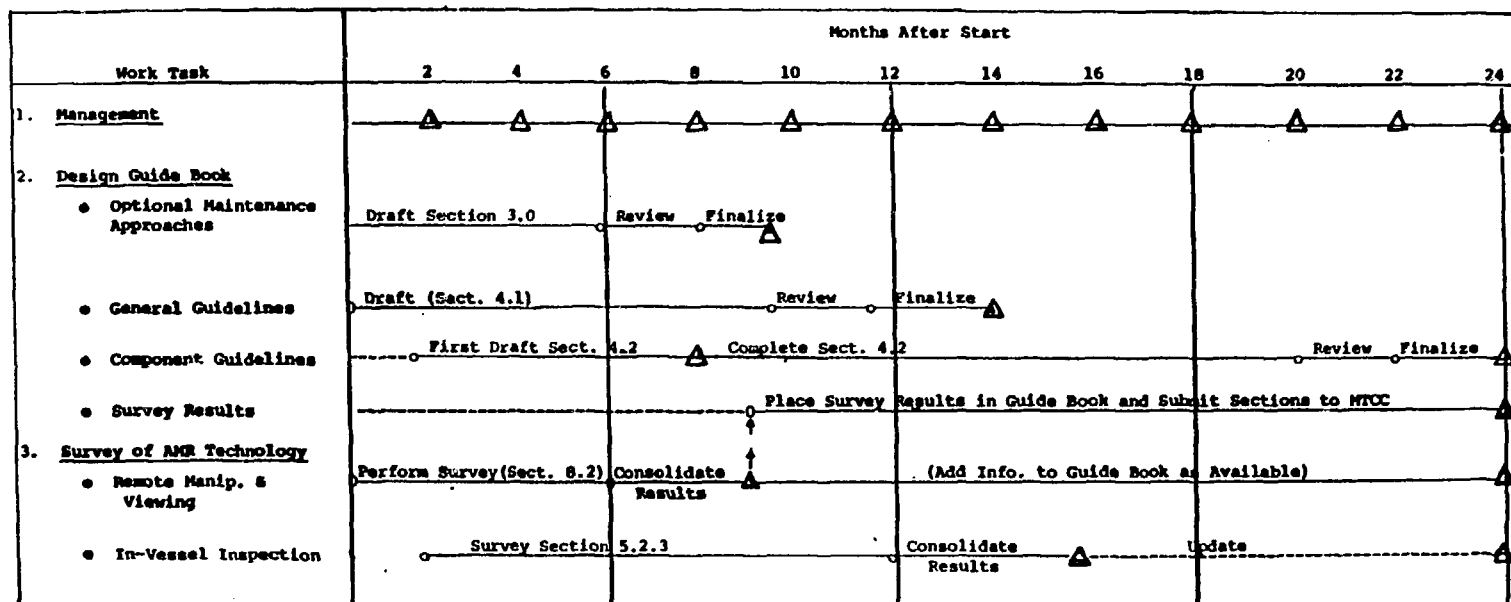 Months After Start
Work Task 2 4 6 8 10 12 14 16 18 20 22 24
1. Management
2. Design Guide Book
• Optional Maintenance
Approaches
Draft Section 3.0 Review Finalize
• General Guidelines
Draft (Sact. 4.1) Review Finalize
• Component Guidelines
First Draft Sect. 4.2 Complete Sect. 4.2 Review Finalize
• Survey Results
Place Survey Results in Guide Book and Submit Sections to MTCC
3. Survey of AMR Technology
• Remote Manip. &
Viewing
Perform Survey(Sect. 8.2) Consolidate
Results
(Add Info. to Guide Book as Available)
• In-Vessel Inspection
Survey Section 5.2.3 Consolidate
Results
Update